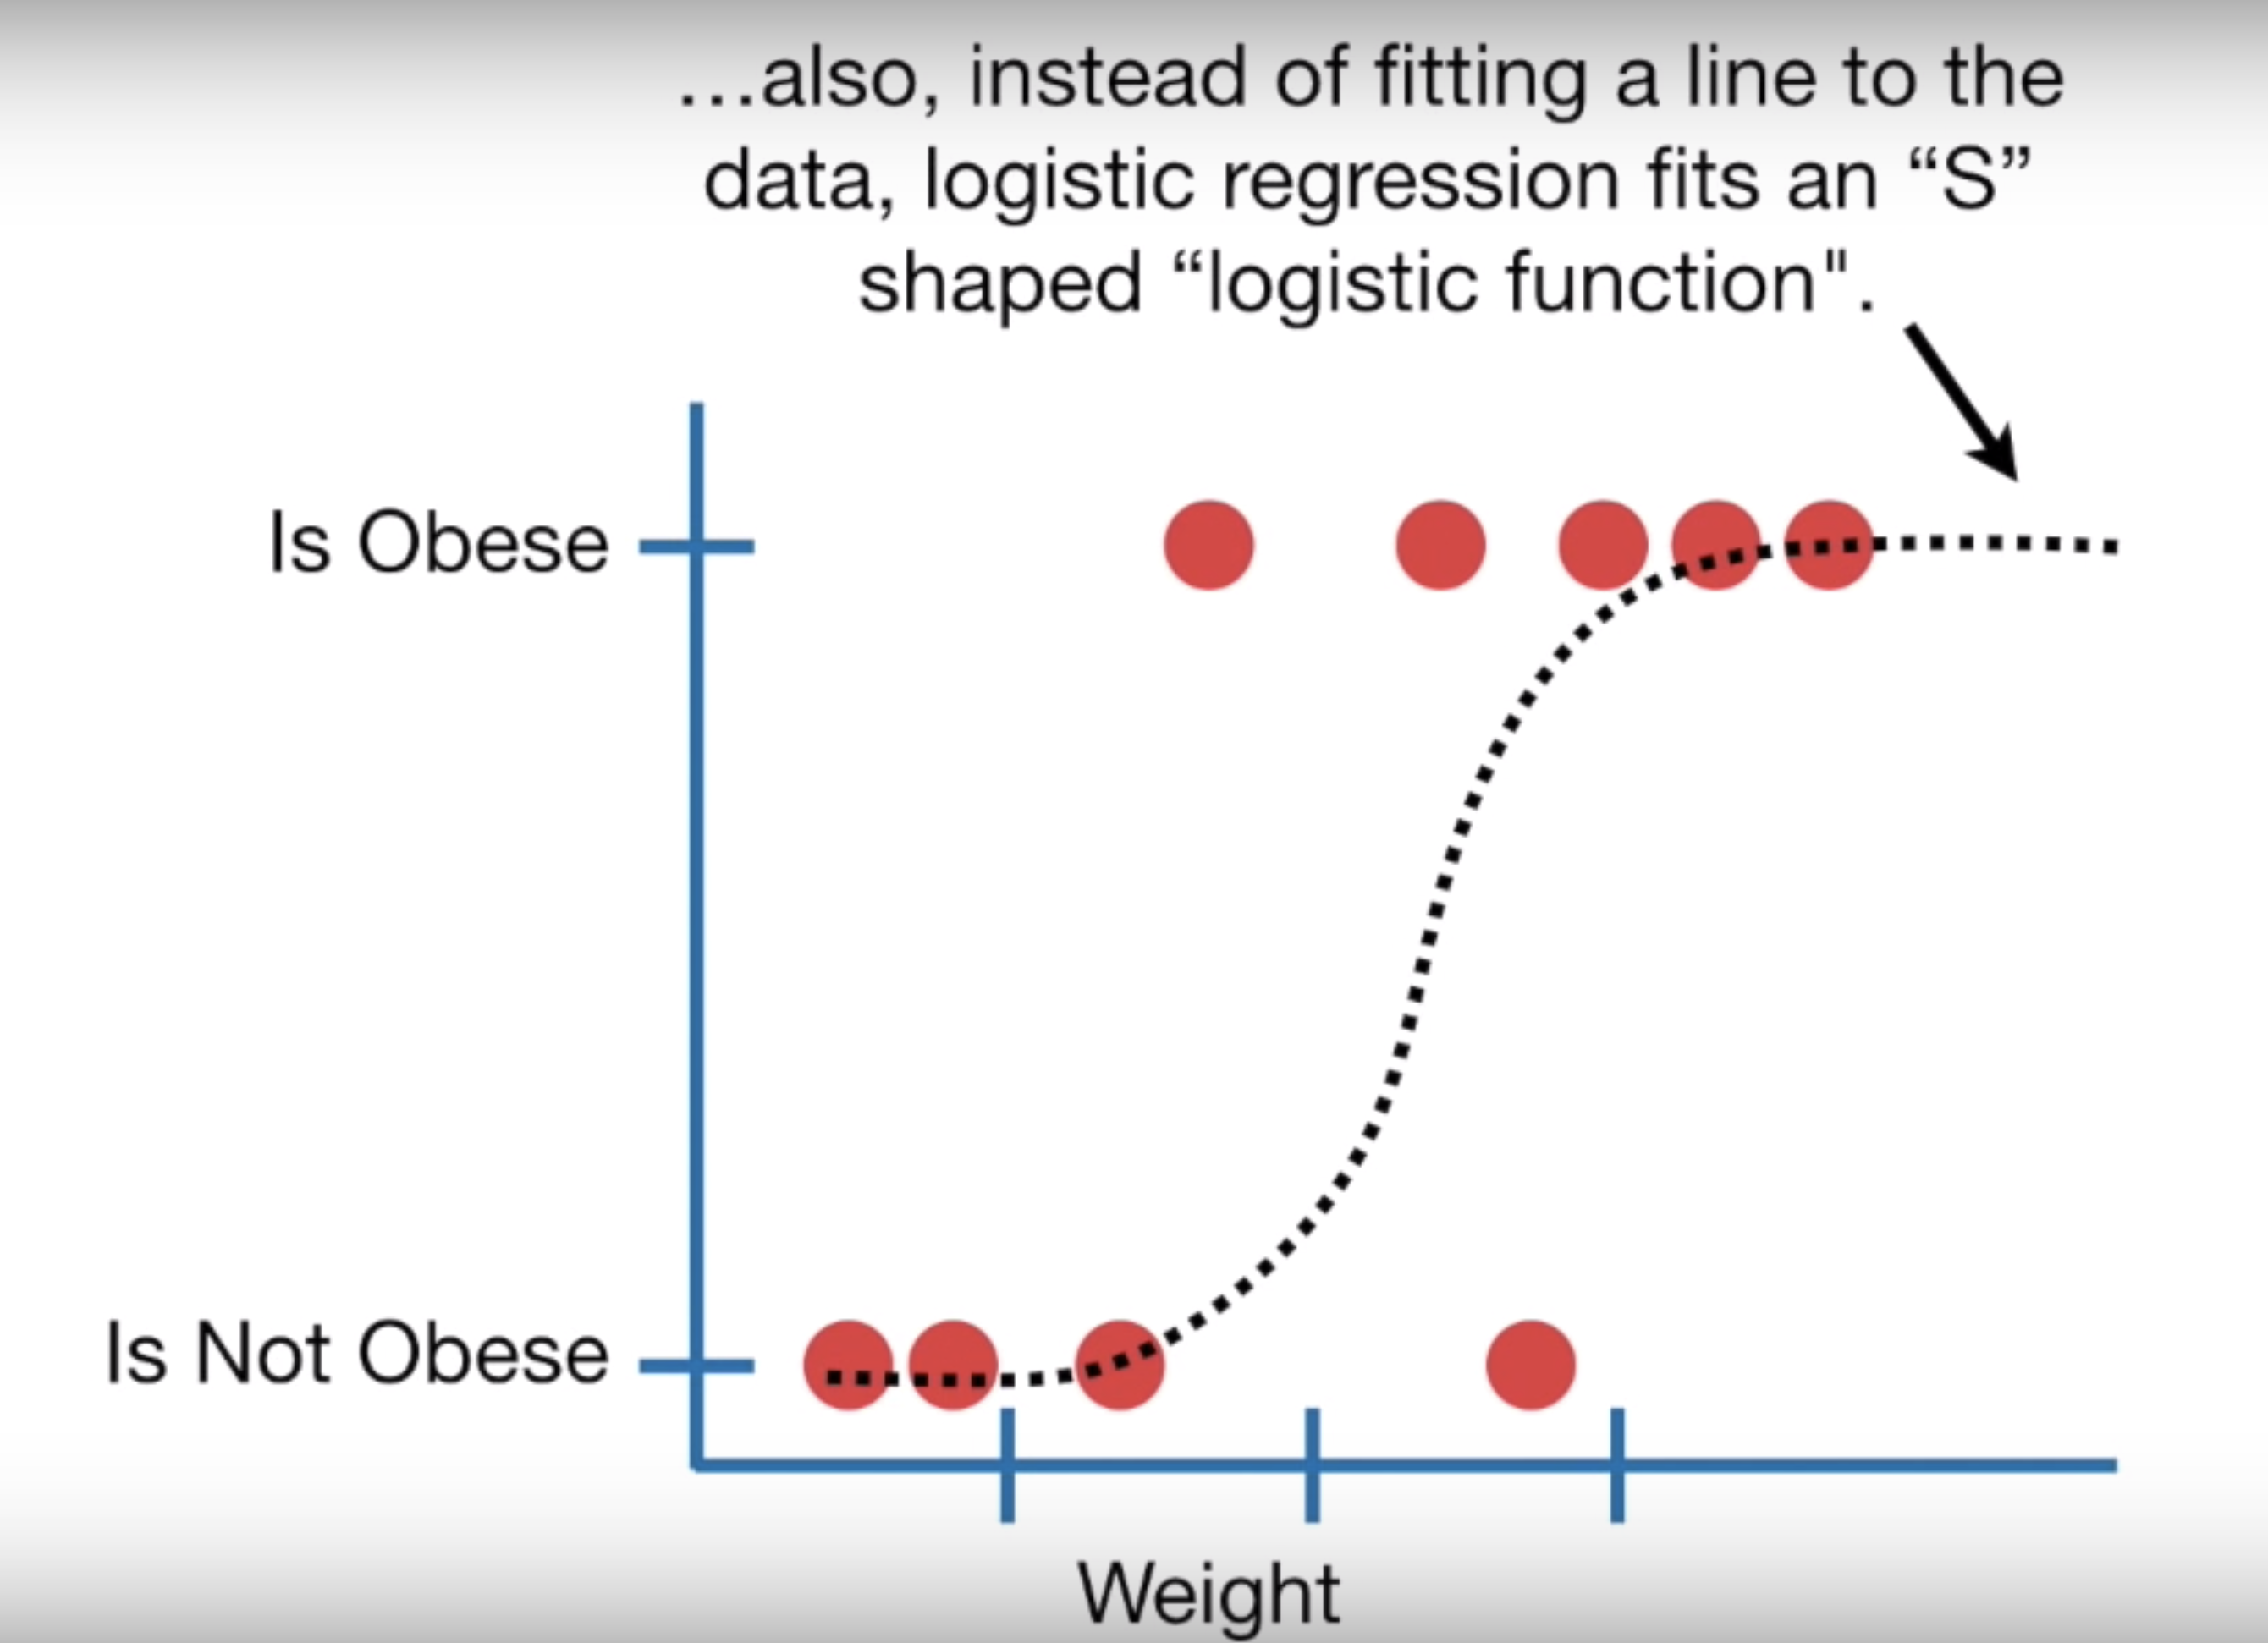 ...also, instead of fitting a line to the
data, logistic regression fits an “S”
shaped “logistic function".
Is Obese
Is Not Obese
Weight